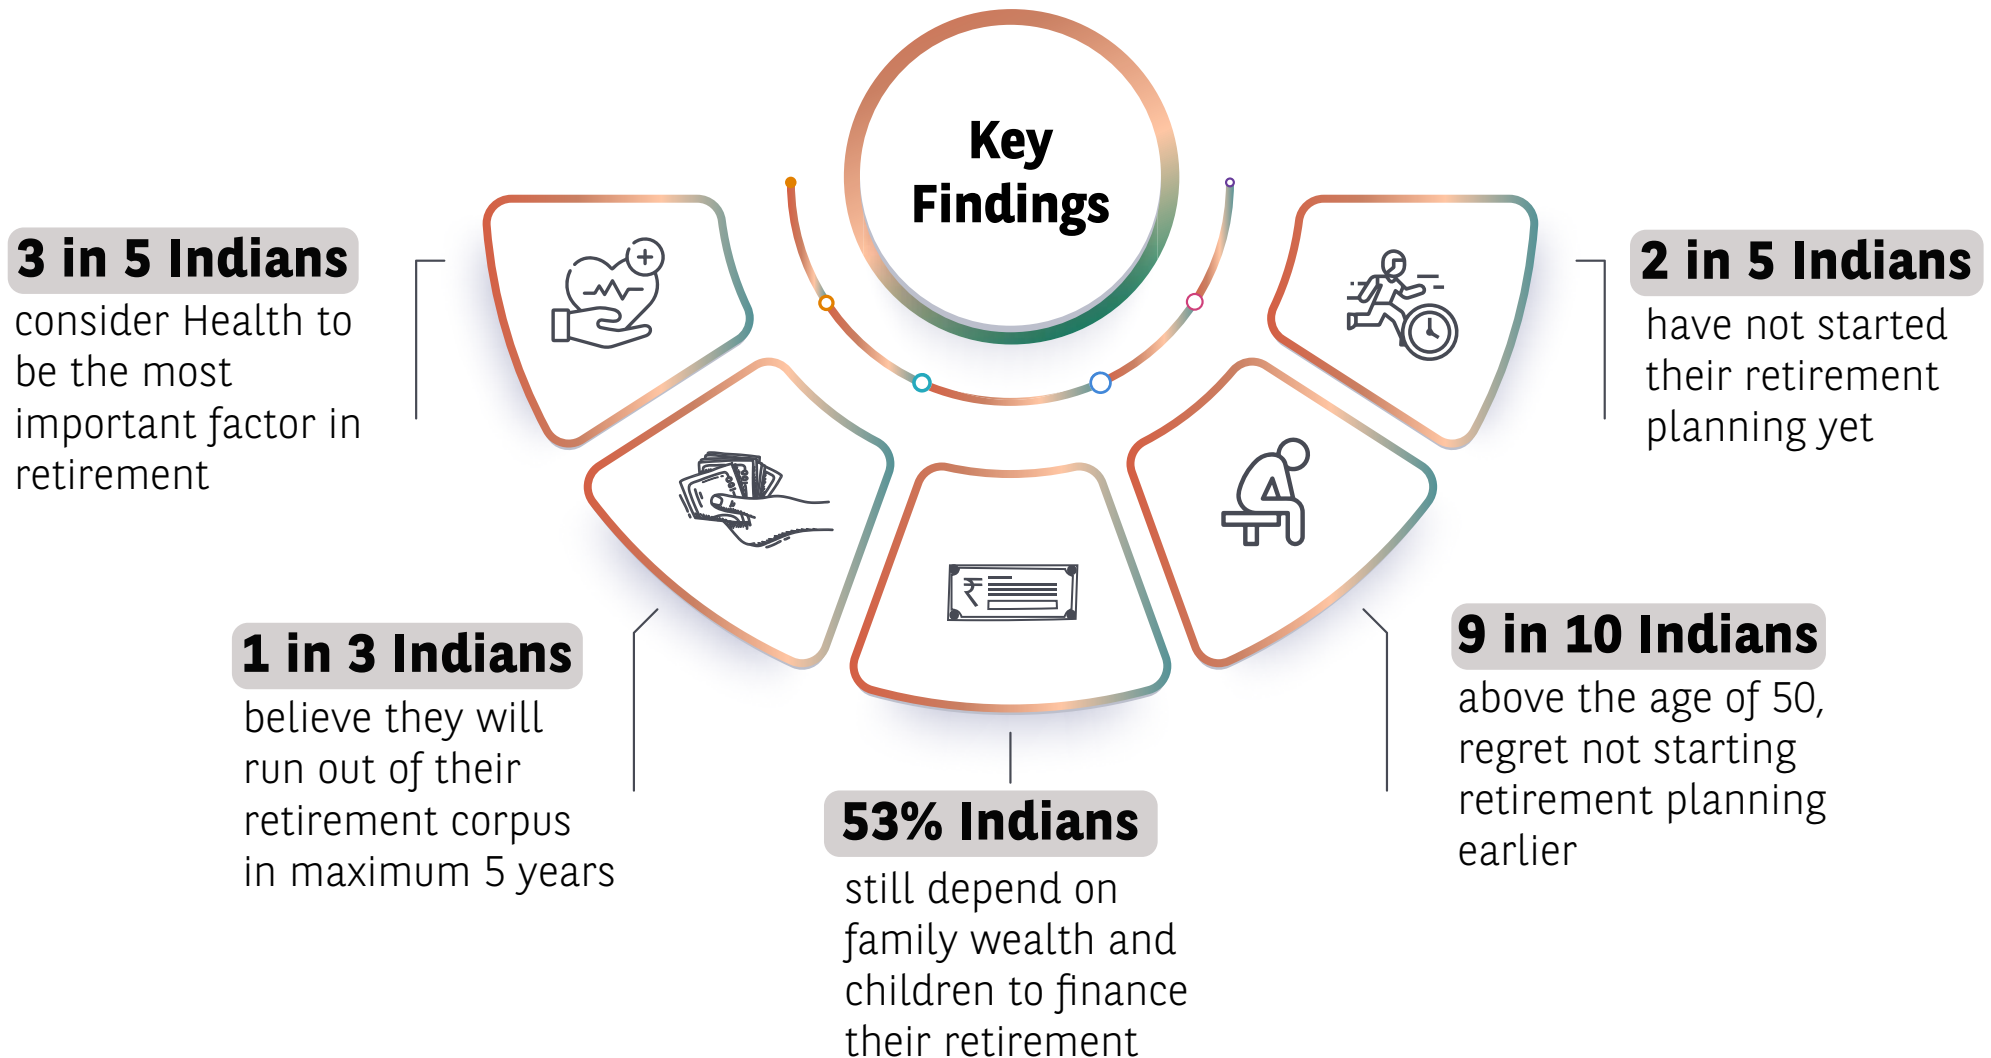 Key
Findings
3 in 5 Indians
consider Health to
be the most
important factor in
retirement
1 in 3 Indians
believe they will
run out of their
retirement corpus
in maximum 5 years
₹
53% Indians
still depend on
family wealth and
children to finance
their retirement
9 in 10 Indians
above the age of 50,
regret not starting
retirement planning
earlier
2 in 5 Indians
have not started
their retirement
planning yet